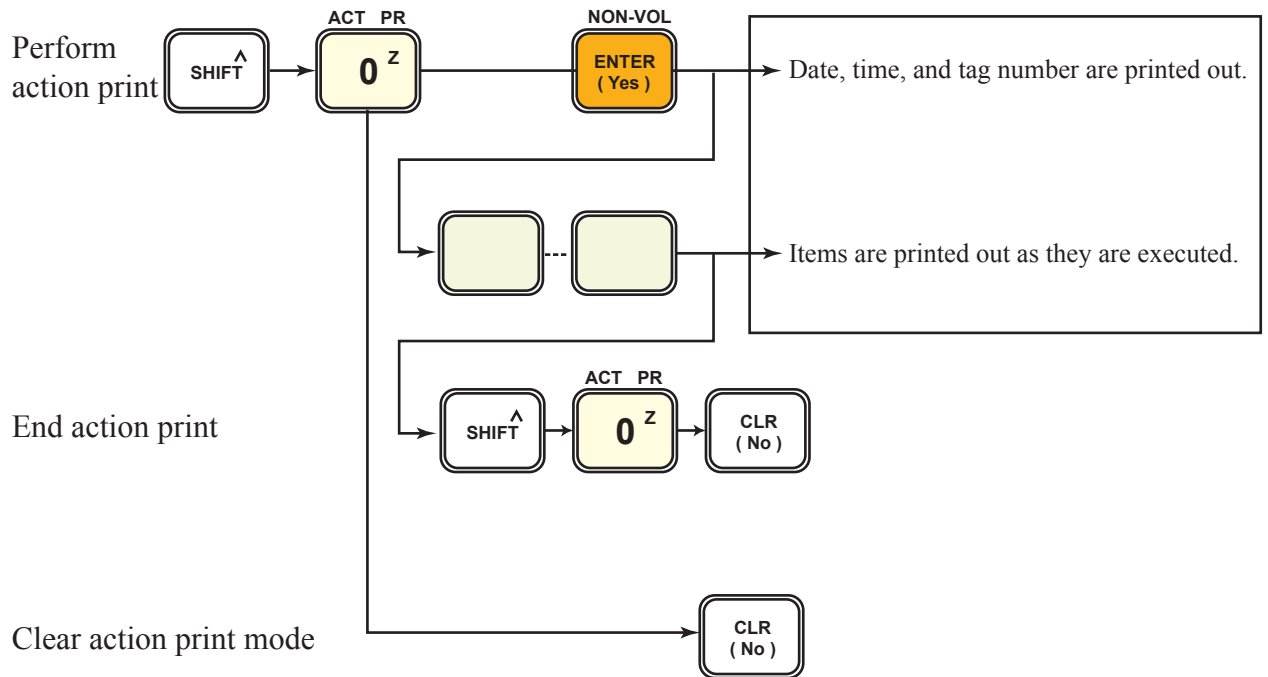 ACT PR
NON-VOL
Perform
action print
SHIFT ^
0 Z
ENTER
( Yes )
Date, time, and tag number are printed out.
Items are printed out as they are executed.
End action print
ACT PR
SHIFT ^
0 Z
CLR
( No )
Clear action print mode
CLR
( No )